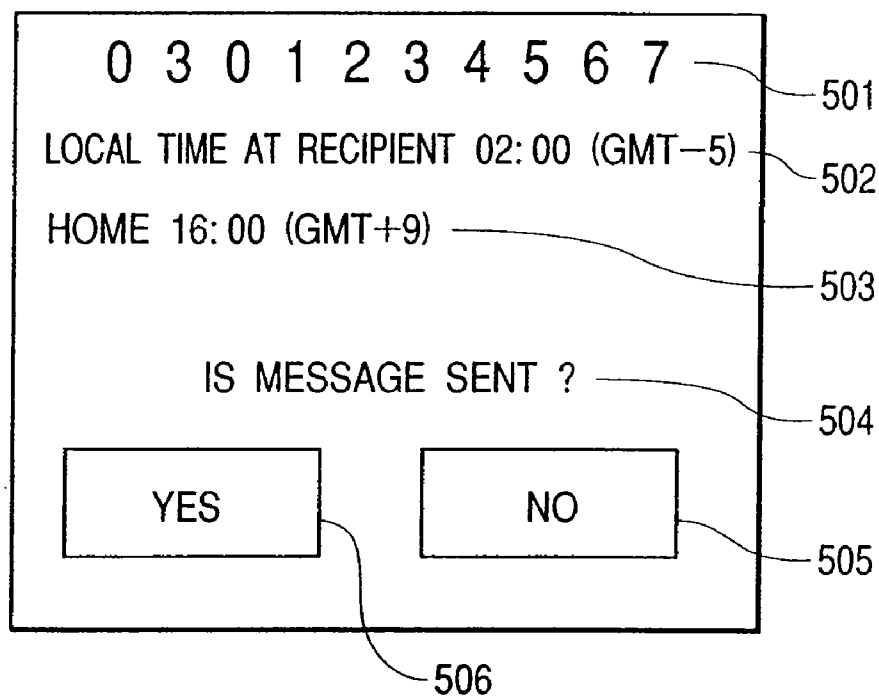 0 3 0 1 2 3 4 5 6 7
501
LOCAL TIME AT RECIPIENT 02:00 (GMT−5)
502
HOME 16:00 (GMT+9)
503
IS MESSAGE SENT ?
504
YES
NO
505
506